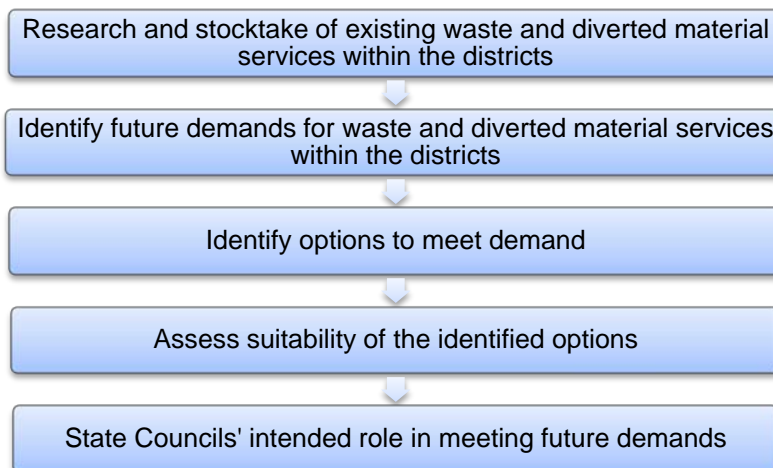 Research and stocktake of existing waste and diverted material
services within the districts
Identify future demands for waste and diverted material services
within the districts
Identify options to meet demand
Assess suitability of the identified options
State Councils' intended role in meeting future demands